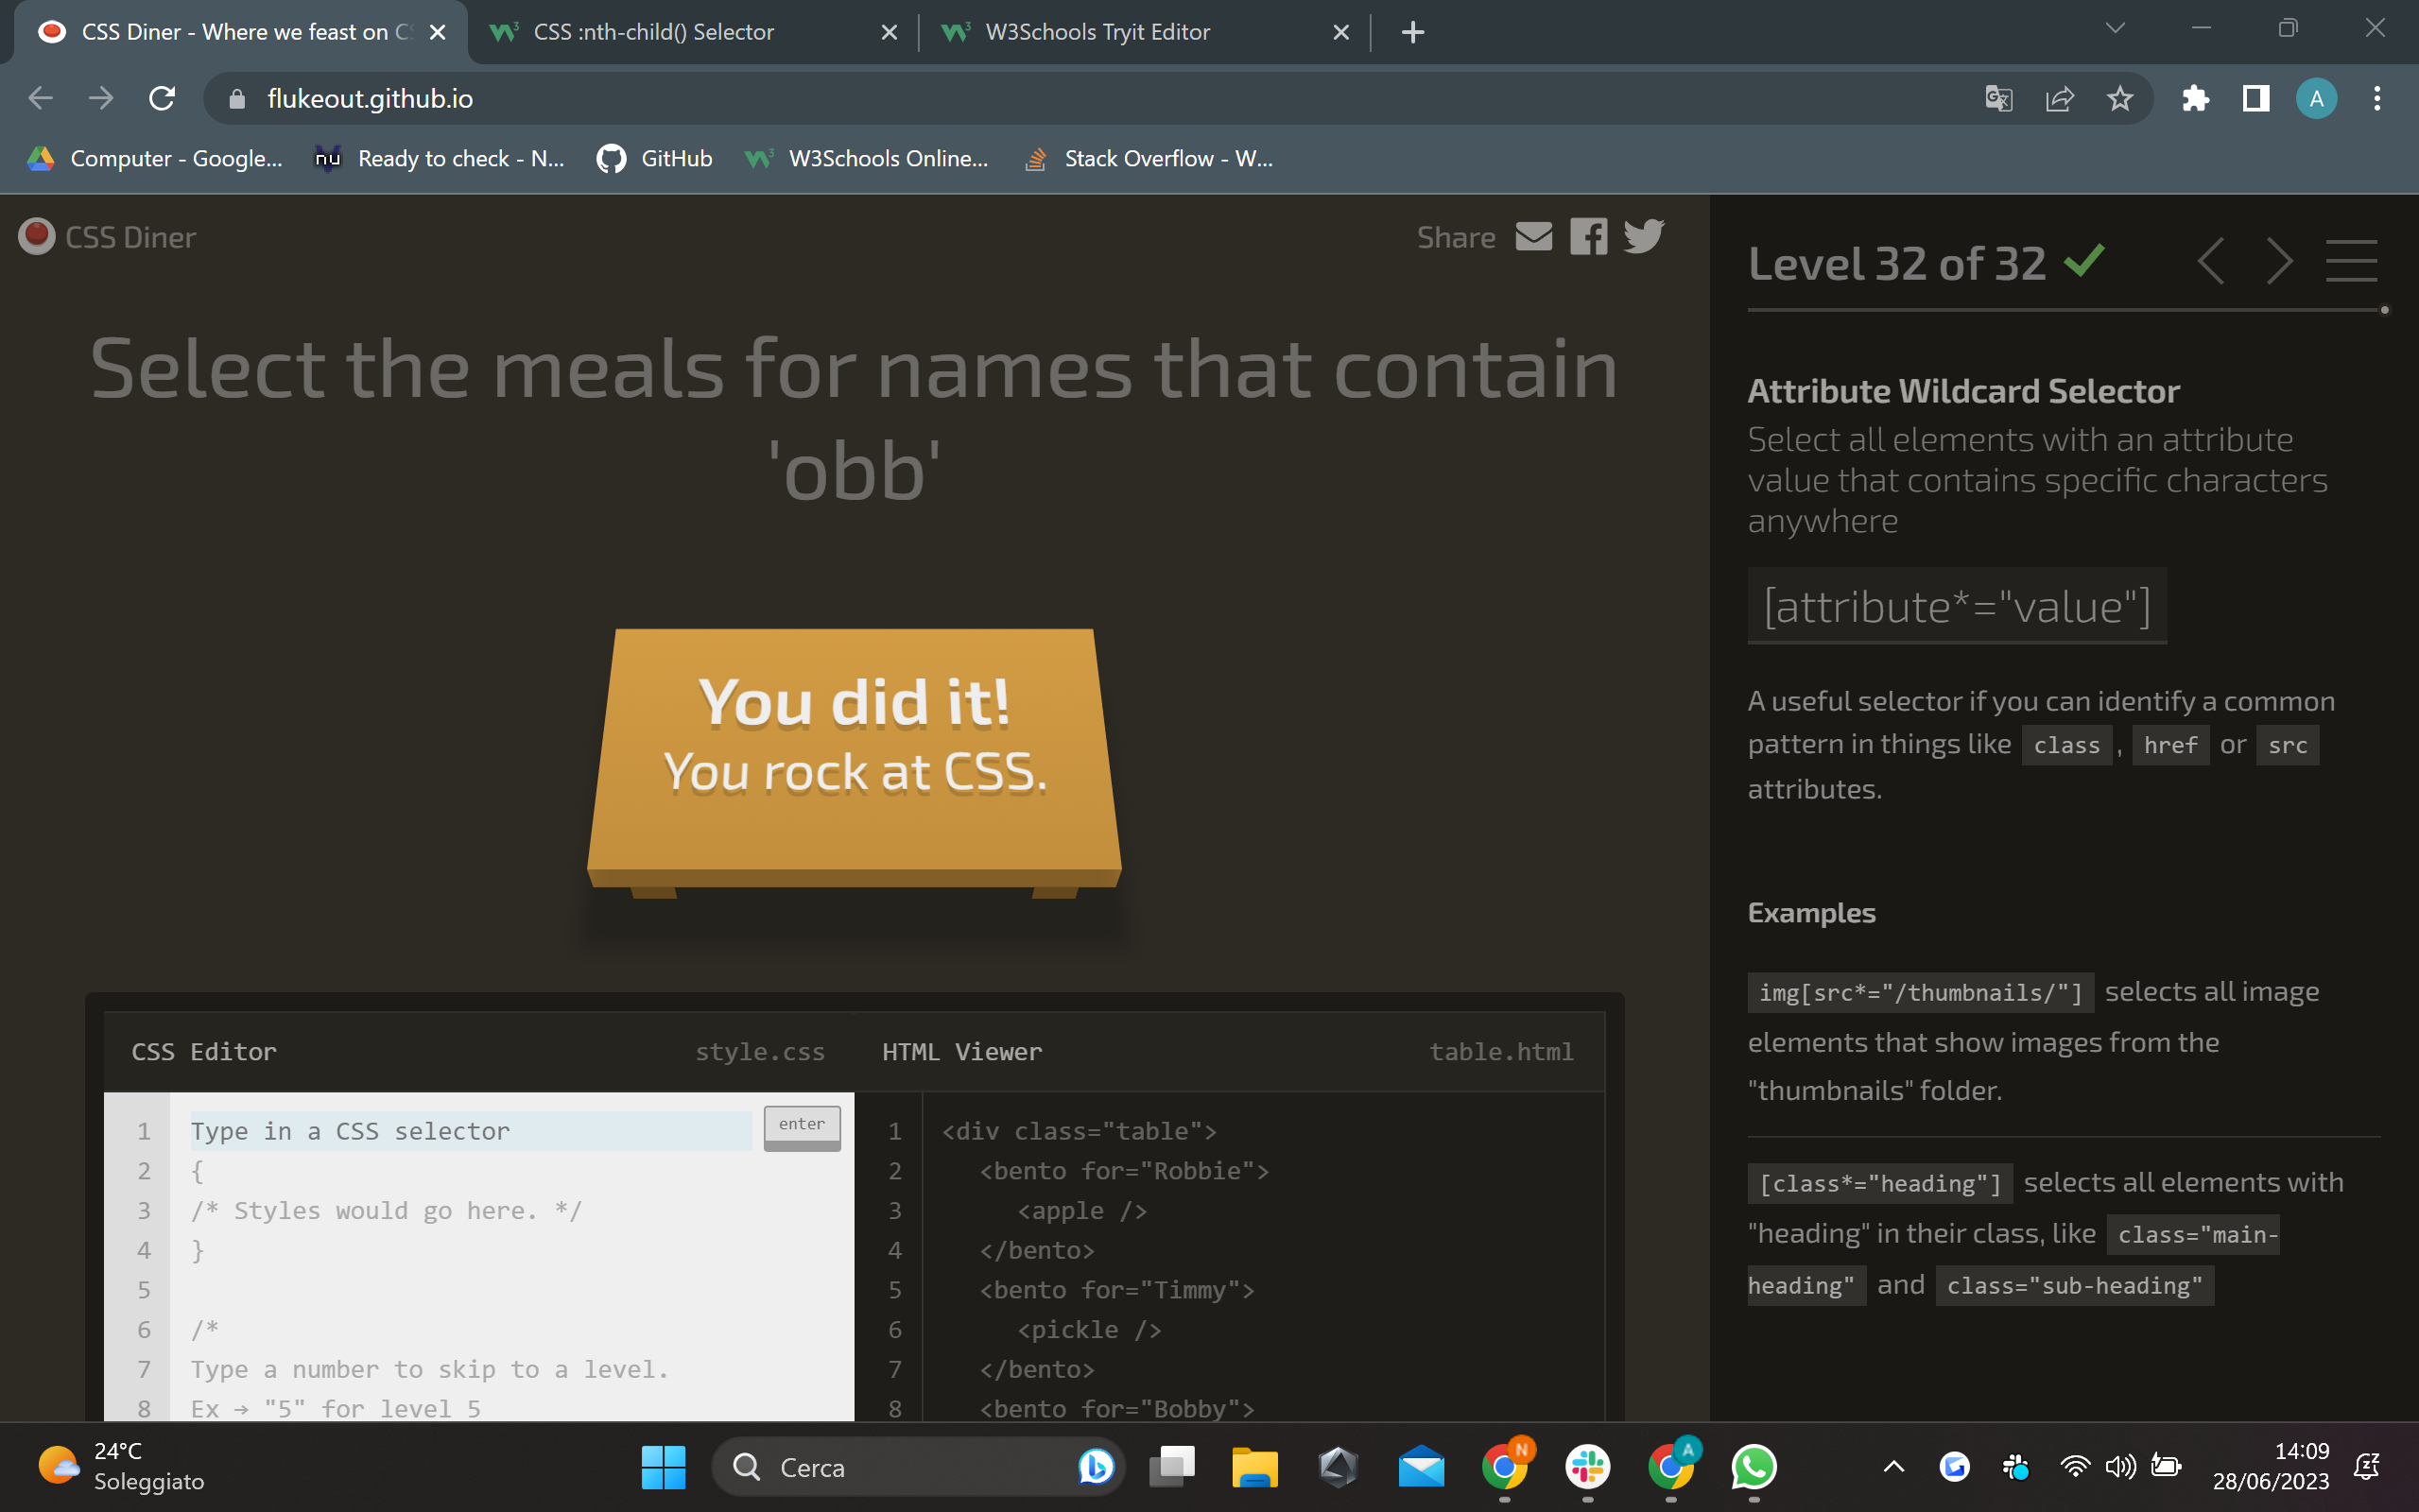 CSS Diner - Where we feast on CS
CSS :nth-child() Selector
W3Schools Tryit Editor
flukeout.github.io
A
Computer - Google...
Ready to check - N...
GitHub
W3Schools Online...
Stack Overflow - W...
CSS Diner
Share
Select the meals for names that contain
'obb'
You did it!
You rock at CSS.
CSS Editor
style.css
HTML Viewer
table.html
1 Type in a CSS selector
enter
2 {
3 /* Styles would go here. */
4 }
5
6 /*
7 Type a number to skip to a level.
8 Ex → "5" for level 5
1 <div class="table">
2 <bento for="Robbie">
3 <apple />
4 </bento>
5 <bento for="Timmy">
6 <pickle />
7 </bento>
8 <bento for="Bobby">
Level 32 of 32
Attribute Wildcard Selector
Select all elements with an attribute
value that contains specific characters
anywhere
[attribute*="value"]
A useful selector if you can identify a common
pattern in things like class , href or src
attributes.
Examples
img[src*="/thumbnails/"] selects all image
elements that show images from the
"thumbnails" folder.
[class*="heading"] selects all elements with
"heading" in their class, like class="main-
heading" and class="sub-heading"
24°C
Soleggiato
Cerca
N
A
14:09
28/06/2023